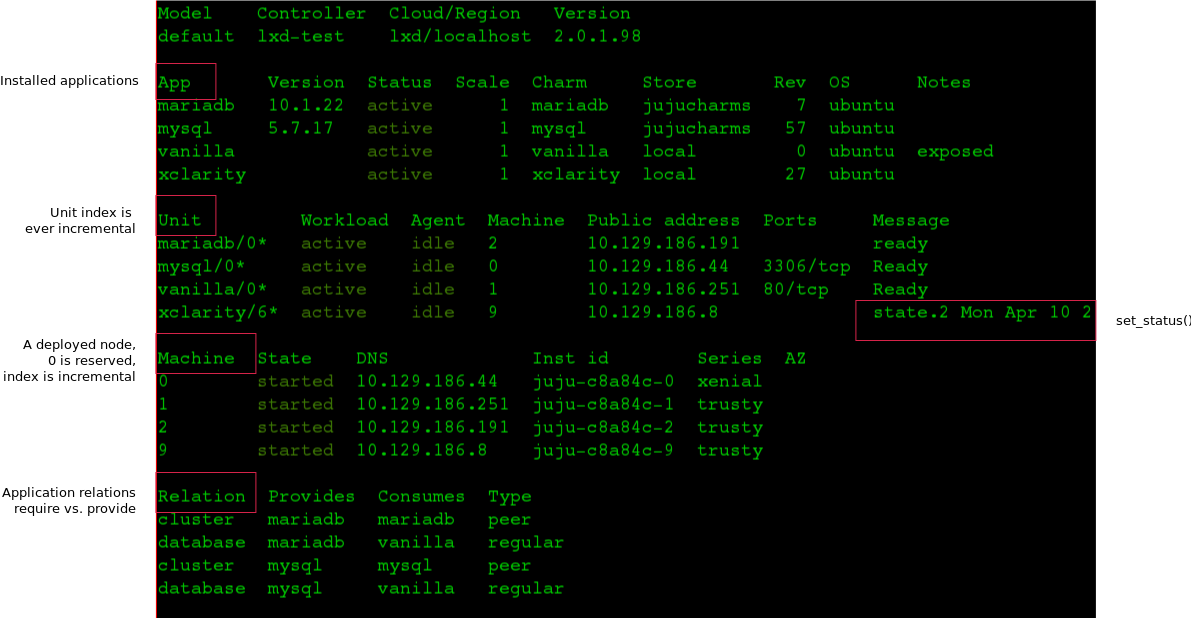 Model    Controller  Cloud/Region   Version
default  lxd-test    lxd/localhost  2.0.1.98
Installed applications
App       Version  Status  Scale  Charm     Store       Rev  OS      Notes
mariadb   10.1.22  active      1  mariadb   jujucharms    7  ubuntu
mysql     5.7.17   active      1  mysql     jujucharms   57  ubuntu
vanilla            active      1  vanilla   local         0  ubuntu  exposed
xclarity           active      1  xclarity  local        27  ubuntu
Unit index is
ever incremental
Unit         Workload  Agent  Machine  Public address  Ports     Message
mariadb/0*   active    idle   2        10.129.186.191            ready
mysql/0*     active    idle   0        10.129.186.44   3306/tcp  Ready
vanilla/0*   active    idle   1        10.129.186.251  80/tcp    Ready
xclarity/6*  active    idle   9        10.129.186.8              state.2 Mon Apr 10 2
set_status()
A deployed node,
0 is reserved,
index is incremental
Machine  State    DNS             Inst id        Series  AZ
0        started  10.129.186.44   juju-c8a84c-0  xenial
1        started  10.129.186.251  juju-c8a84c-1  trusty
2        started  10.129.186.191  juju-c8a84c-2  trusty
9        started  10.129.186.8    juju-c8a84c-9  trusty
Application relations
require vs. provide
Relation  Provides  Consumes  Type
cluster   mariadb   mariadb   peer
database  mariadb   vanilla   regular
cluster   mysql     mysql     peer
database  mysql     vanilla   regular